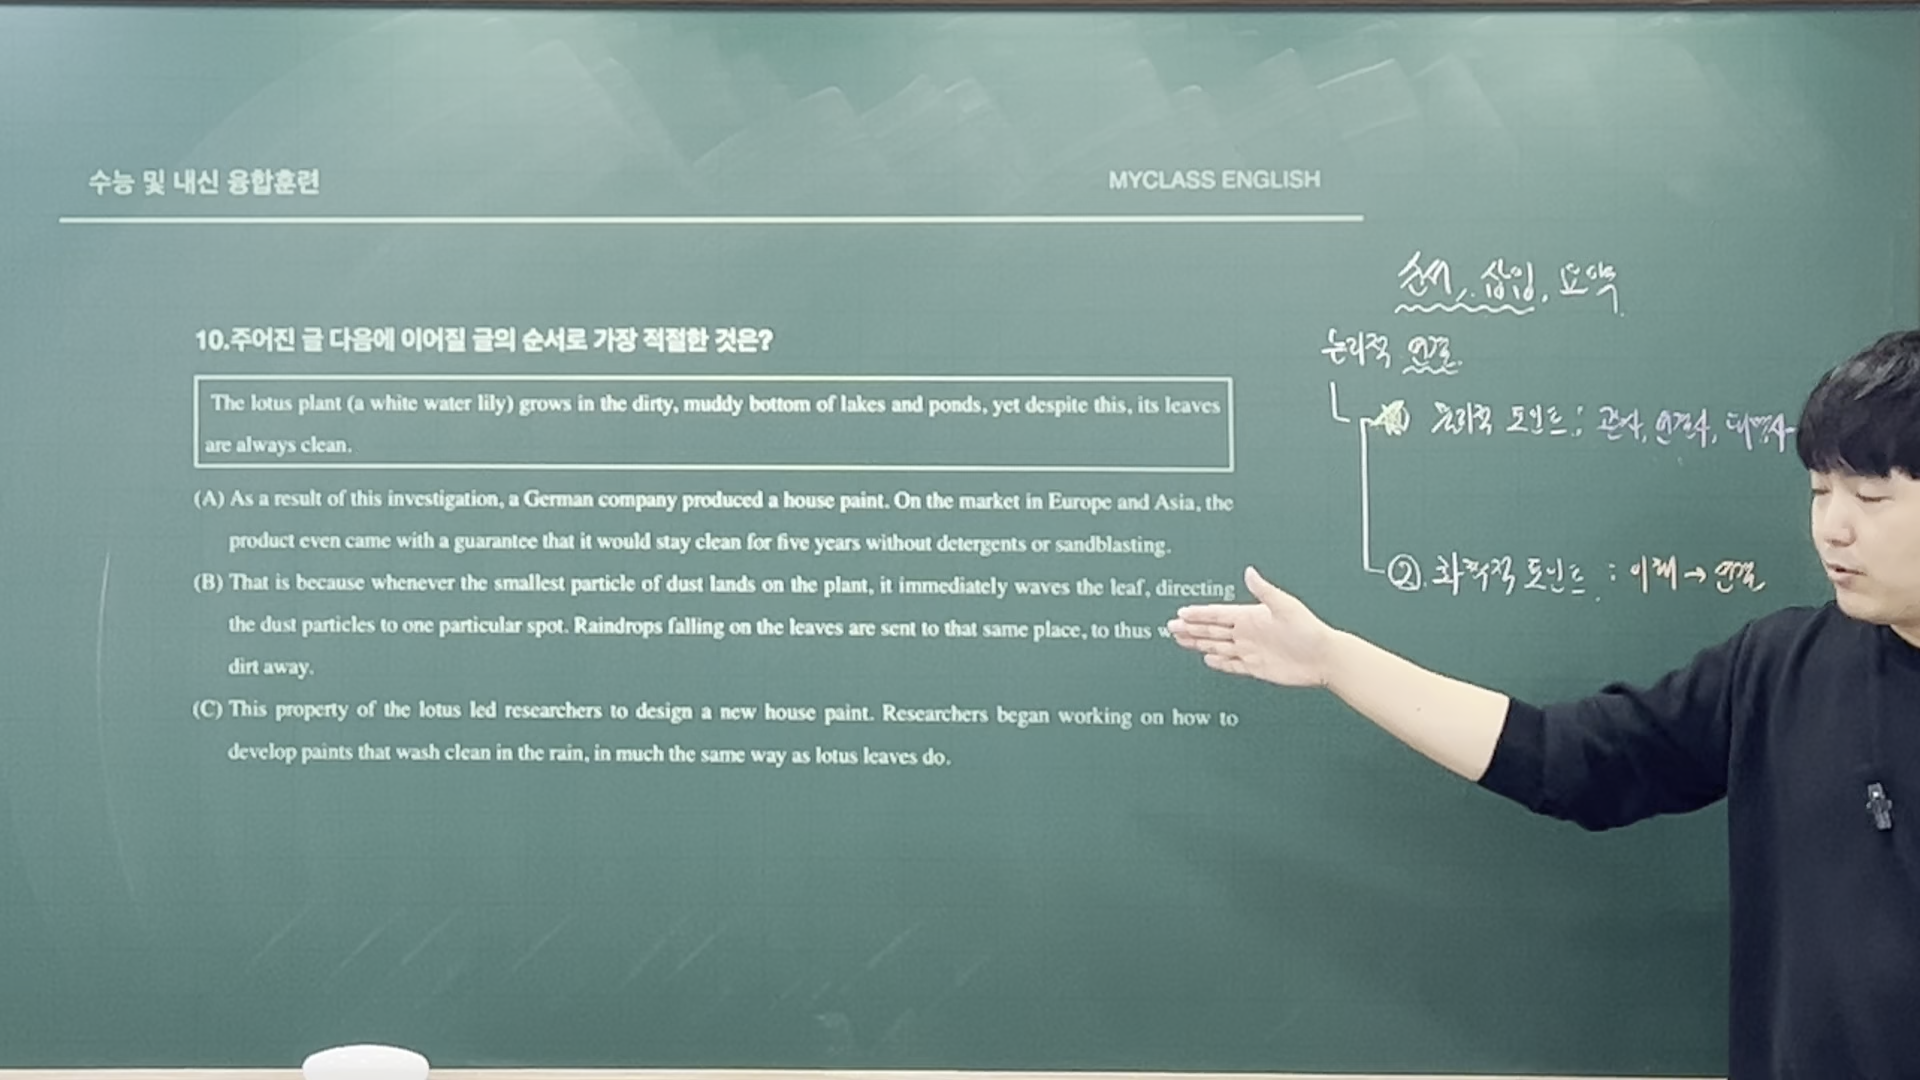 수능 및 내신 융합훈련
MYCLASS ENGLISH
10.주어진 글 다음에 이어질 글의 순서로 가장 적절한 것은?
The lotus plant (a white water lily) grows in the dirty, muddy bottom of lakes and ponds, yet despite this, its leaves
are always clean.
(A) As a result of this investigation, a German company produced a house paint. On the market in Europe and Asia, the
product even came with a guarantee that it would stay clean for five years without detergents or sandblasting.
(B) That is because whenever the smallest particle of dust lands on the plant, it immediately waves the leaf, directing
the dust particles to one particular spot. Raindrops falling on the leaves are sent to that same place, to thus
dirt away.
(C) This property of the lotus led researchers to design a new house paint. Researchers began working on how to
develop paints that wash clean in the rain, in much the same way as lotus leaves do.
순서, 삽입, 요약
논리적 연결
① 논리적 포인트 : 관사, 연결사, 대명사
②. 화학적 포인트 : 이해 → 연결